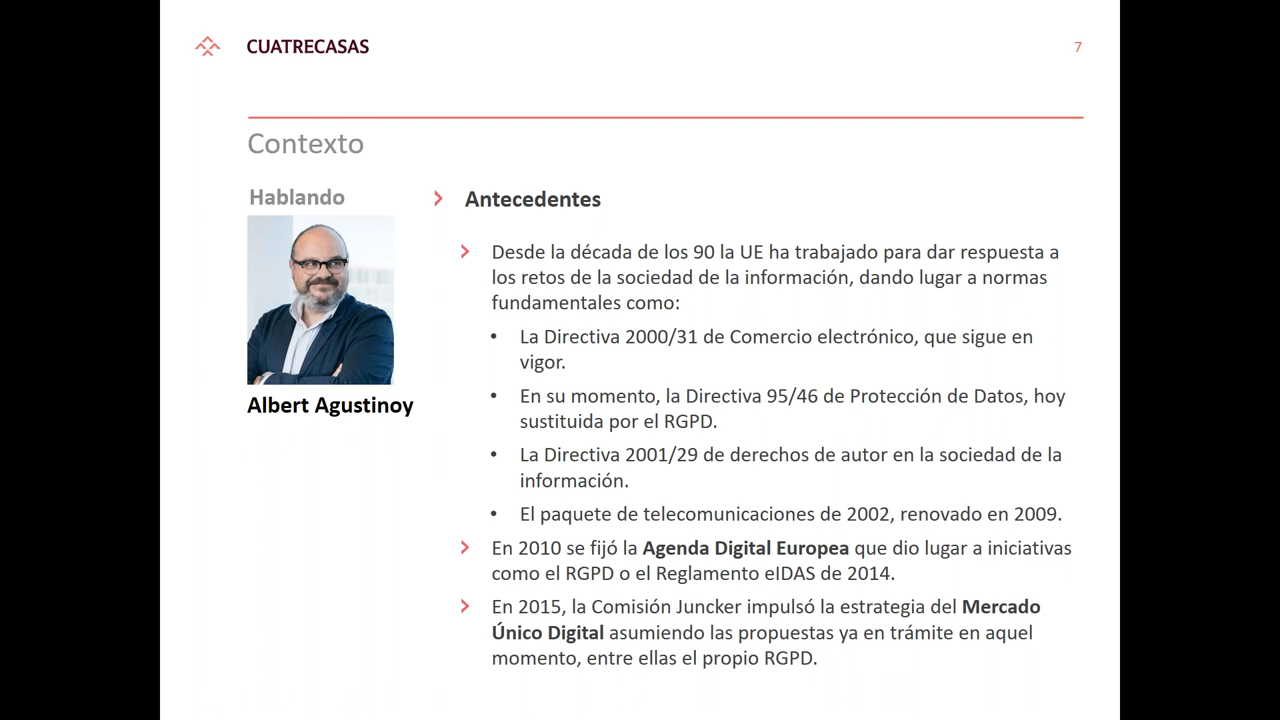 CUATRECASAS
7
Contexto
Hablando
Albert Agustinoy
Antecedentes
Desde la década de los 90 la UE ha trabajado para dar respuesta a
los retos de la sociedad de la información, dando lugar a normas
fundamentales como:
• La Directiva 2000/31 de Comercio electrónico, que sigue en
vigor.
• En su momento, la Directiva 95/46 de Protección de Datos, hoy
sustituida por el RGPD.
• La Directiva 2001/29 de derechos de autor en la sociedad de la
información.
• El paquete de telecomunicaciones de 2002, renovado en 2009.
En 2010 se fijó la Agenda Digital Europea que dio lugar a iniciativas
como el RGPD o el Reglamento eIDAS de 2014.
En 2015, la Comisión Juncker impulsó la estrategia del Mercado
Único Digital asumiendo las propuestas ya en trámite en aquel
momento, entre ellas el propio RGPD.